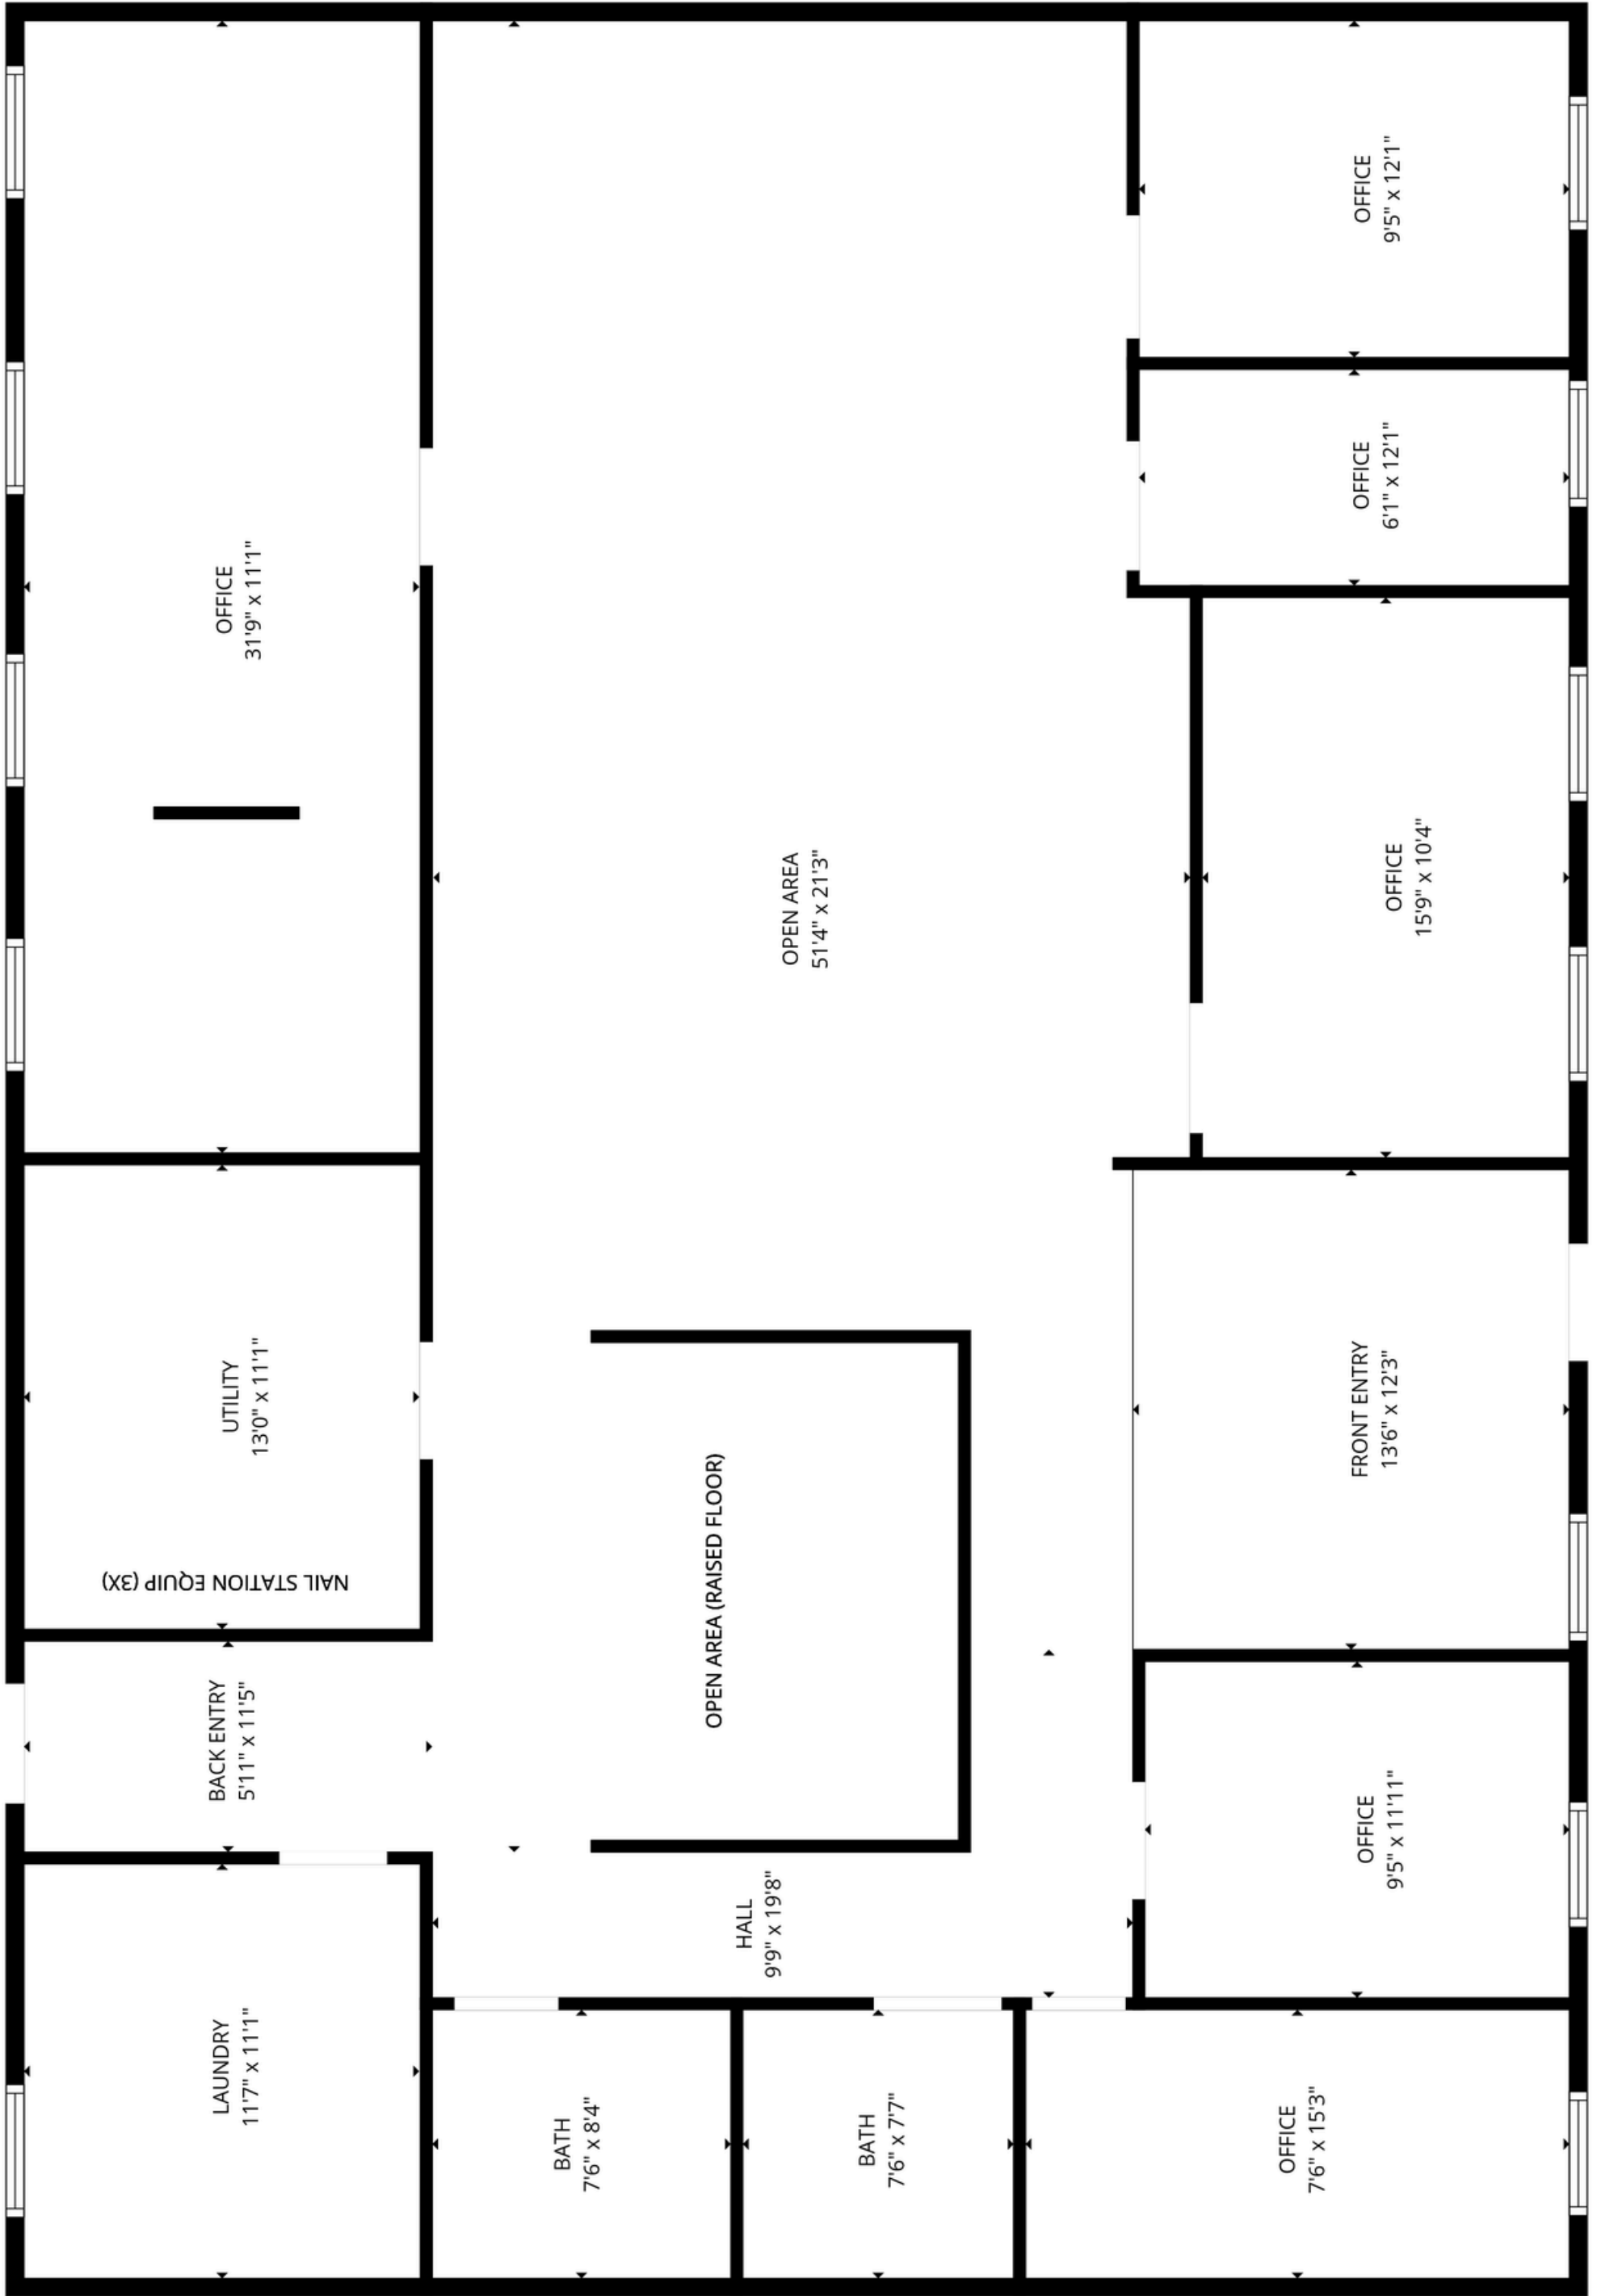 OFFICE
9'5" x 12'1"
OFFICE
6'1" x 12'1"
OFFICE
31'9" x 11'1"
OPEN AREA
51'4" x 21'3"
OFFICE
15'9" x 10'4"
UTILITY
13'0" x 11'1"
NAIL STATION EQUIP (3X)
FRONT ENTRY
13'6" x 12'3"
OPEN AREA (RAISED FLOOR)
BACK ENTRY
5'11" x 11'5"
OFFICE
9'5" x 11'11"
HALL
9'9" x 19'8"
LAUNDRY
11'7" x 11'1"
BATH
7'6" x 8'4"
BATH
7'6" x 7'7"
OFFICE
7'6" x 15'3"